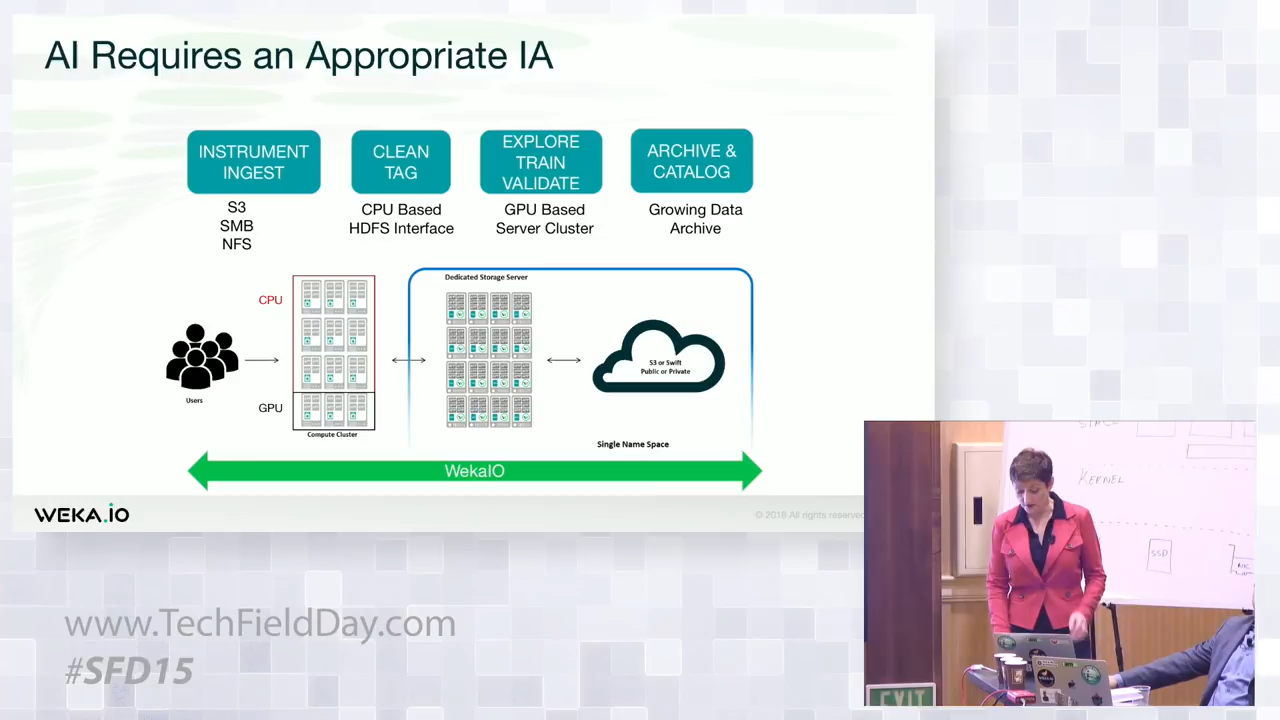 AI Requires an Appropriate IA
INSTRUMENT
INGEST
CLEAN
TAG
EXPLORE
TRAIN
VALIDATE
ARCHIVE &
CATALOG
S3
SMB
NFS
CPU Based
HDFS Interface
GPU Based
Server Cluster
Growing Data
Archive
CPU
GPU
Users
Compute Cluster
Dedicated Storage Server
S3 or Swift
Public or Private
Single Name Space
WekaIO
WEKA.iO
All rights
KERNEL
SSD
EXIT
www.TechFieldDay.com
#SFD15